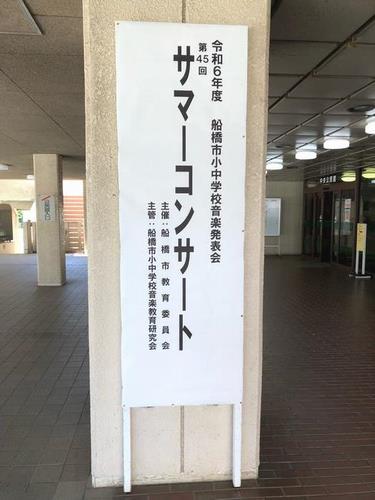 令和6年度 船橋市小中学校音楽発表会
第45回
サマーコンサート
主催:船橋市教育委員会
主管:船橋市小中学校音楽教育研究会